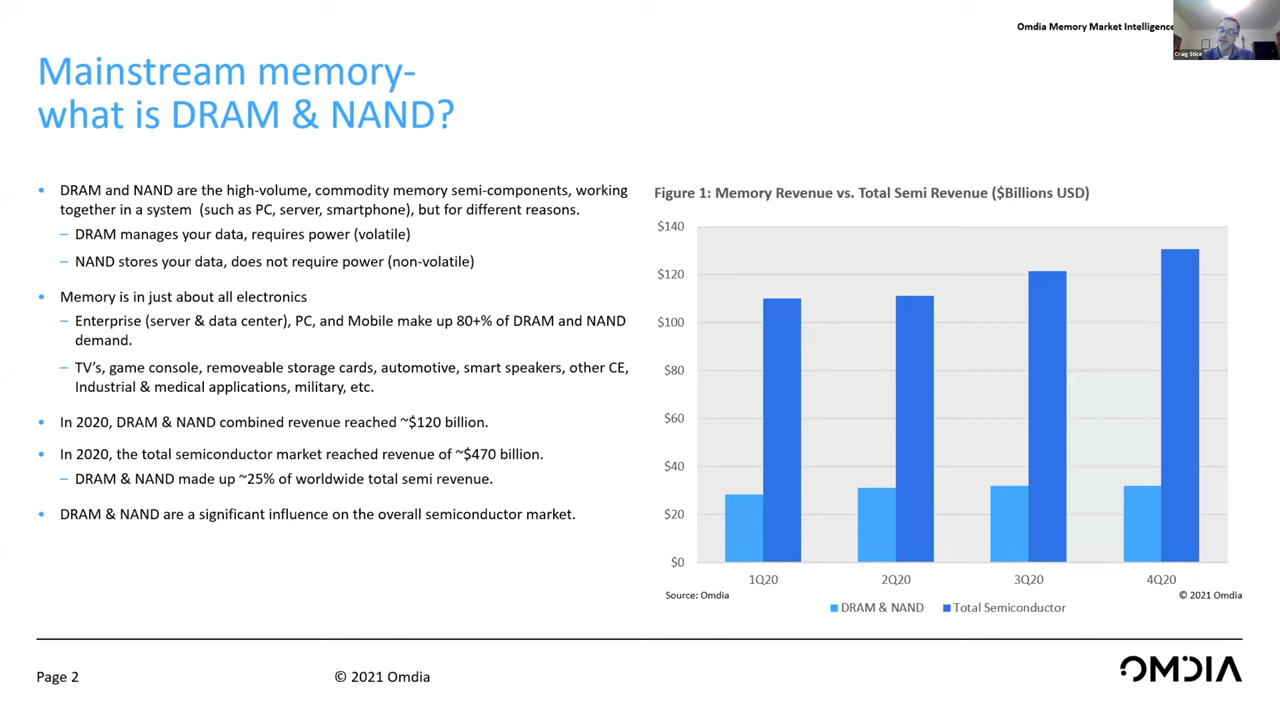 Omdia Memory Market Intelligence
Craig Stice
Mainstream memory-
what is DRAM & NAND?
• DRAM and NAND are the high-volume, commodity memory semi-components, working
together in a system (such as PC, server, smartphone), but for different reasons.
– DRAM manages your data, requires power (volatile)
– NAND stores your data, does not require power (non-volatile)
• Memory is in just about all electronics
– Enterprise (server & data center), PC, and Mobile make up 80+% of DRAM and NAND
demand.
– TV's, game console, removeable storage cards, automotive, smart speakers, other CE,
Industrial & medical applications, military, etc.
• In 2020, DRAM & NAND combined revenue reached ~$120 billion.
• In 2020, the total semiconductor market reached revenue of ~$470 billion.
– DRAM & NAND made up ~25% of worldwide total semi revenue.
• DRAM & NAND are a significant influence on the overall semiconductor market.
Figure 1: Memory Revenue vs. Total Semi Revenue ($Billions USD)
$140
$120
$100
$80
$60
$40
$20
$0
1Q20 2Q20 3Q20 4Q20
Source: Omdia © 2021 Omdia
DRAM & NAND Total Semiconductor
Page 2 © 2021 Omdia
OMDIA